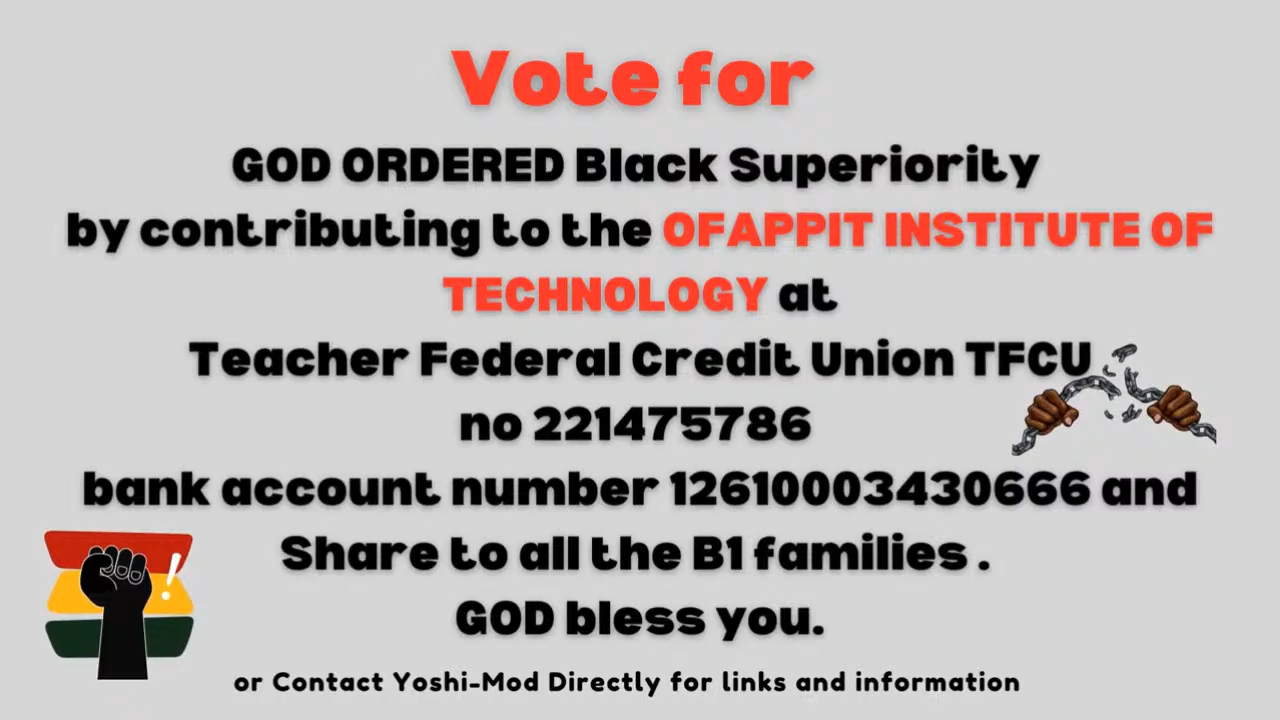 Vote for
GOD ORDERED Black Superiority
by contributing to the OFAPPIT INSTITUTE OF
TECHNOLOGY at
Teacher Federal Credit Union TFCU
no 221475786
bank account number 126100003430666 and
Share to all the B1 families .
GOD bless you.
or Contact Yoshi-Mod Directly for links and information